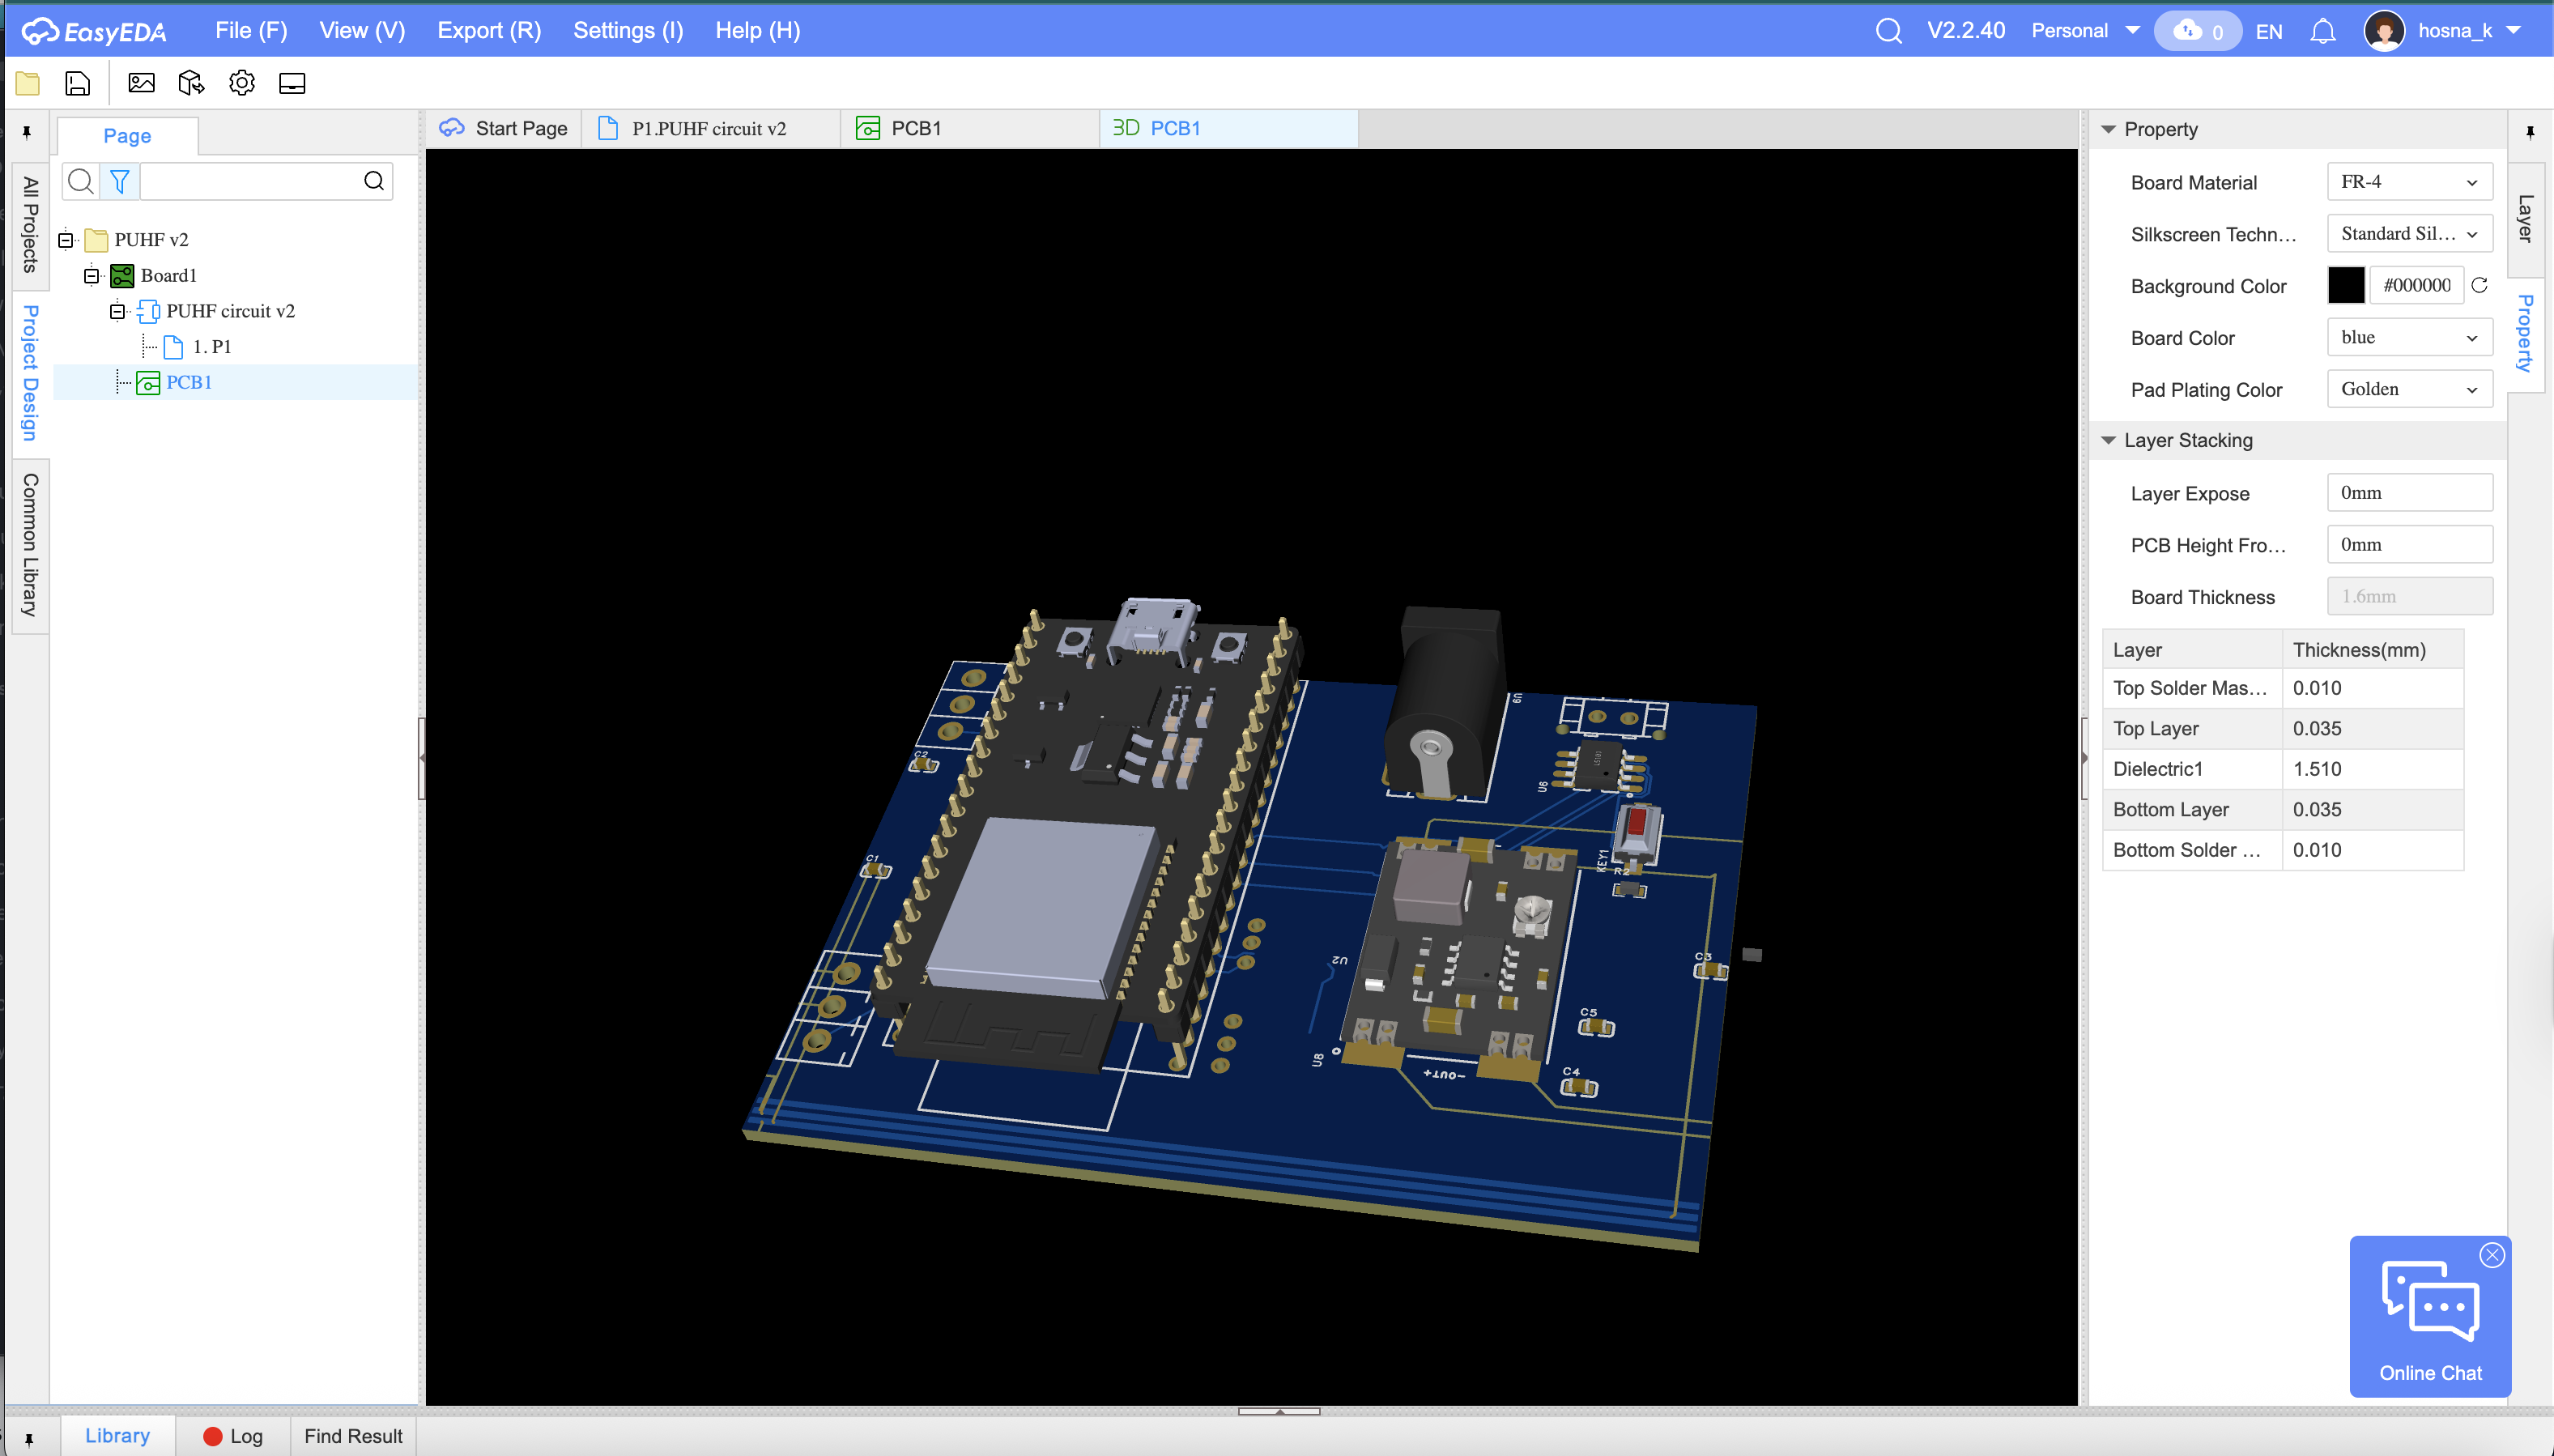 EasyEDA
File (F) View (V) Export (R) Settings (I) Help (H)
V2.2.40 Personal 0 EN hosna_k
Page
All Projects
Project Design
Common Library
PUHF v2
Board1
PUHF circuit v2
1. P1
PCB1
Start Page
P1.PUHF circuit v2
PCB1
3D PCB1
C2
C1
U9
U6
KEY1
R2
U2
U8
C3
C5
C4
+OUT-
Property
Board Material FR-4
Silkscreen Techn... Standard Sil...
Background Color #000000
Board Color blue
Pad Plating Color Golden
Layer Stacking
Layer Expose 0mm
PCB Height Fro... 0mm
Board Thickness 1.6mm
Layer Thickness(mm)
Top Solder Mas... 0.010
Top Layer 0.035
Dielectric1 1.510
Bottom Layer 0.035
Bottom Solder ... 0.010
Layer
Property
Online Chat
Library Log Find Result